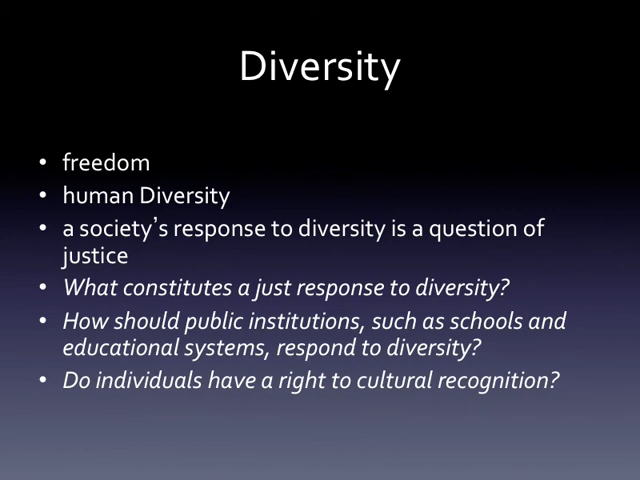 Diversity
• freedom
• human Diversity
• a society’s response to diversity is a question of
justice
• What constitutes a just response to diversity?
• How should public institutions, such as schools and
educational systems, respond to diversity?
• Do individuals have a right to cultural recognition?